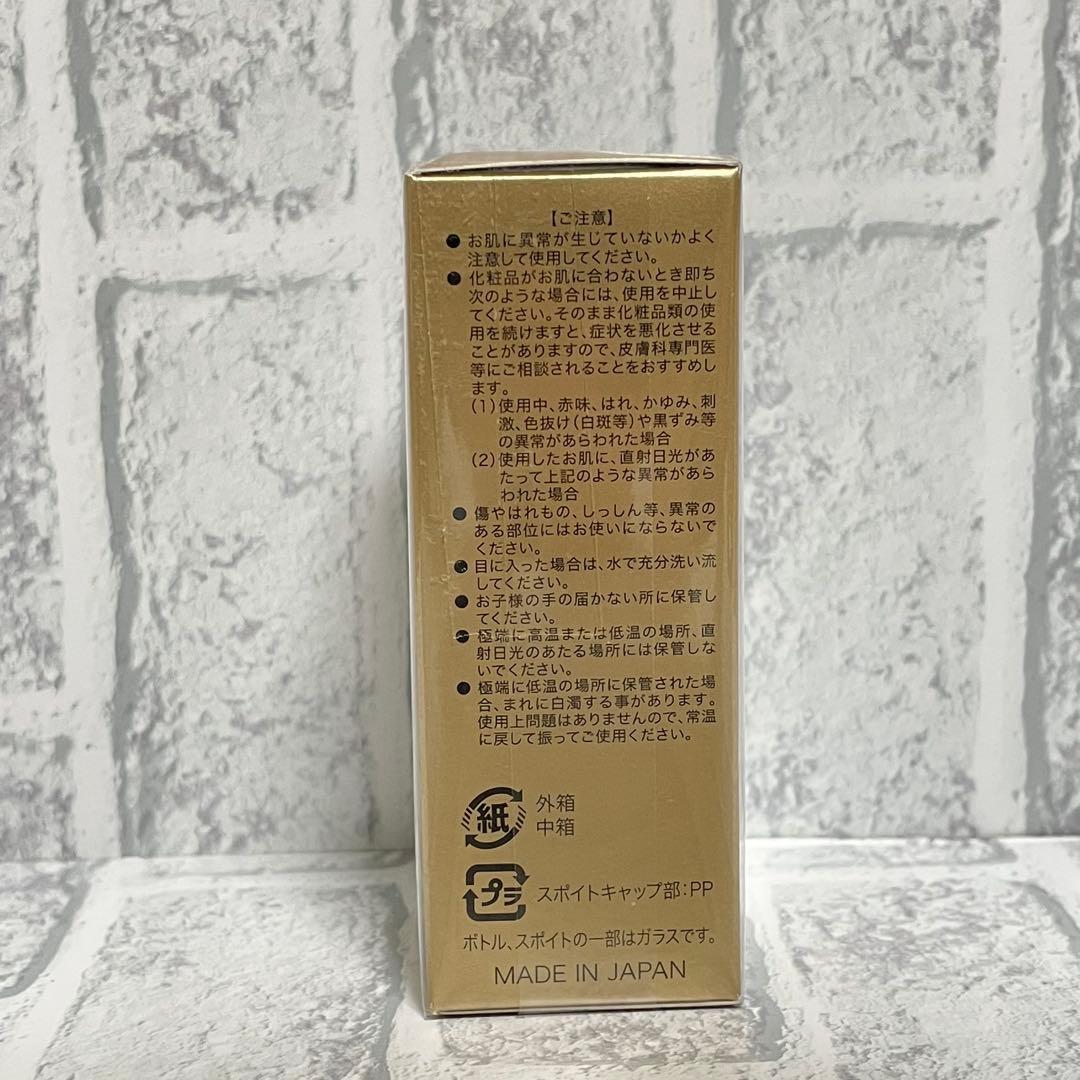 【ご注意】
● お肌に異常が生じていないかよく
注意して使用してください。
● 化粧品がお肌に合わないとき即ち
次のような場合には、使用を中止し
てください。そのまま化粧品類の使
用を続けますと、症状を悪化させる
ことがありますので、皮膚科専門医
等にご相談されることをおすすめし
ます。
(1)使用中、赤味、はれ、かゆみ、刺
激、色抜け(白斑等)や黒ずみ等
の異常があらわれた場合
(2)使用したお肌に、直射日光があ
たって上記のような異常があら
われた場合
● 傷やはれもの、しっしん等、異常の
ある部位にはお使いにならないで
ください。
● 目に入った場合は、水で充分洗い流
してください。
● お子様の手の届かない所に保管し
てください。
● 極端に高温または低温の場所、直
射日光のあたる場所には保管しな
いでください。
● 極端に低温の場所に保管された場
合、まれに白濁する事があります。
使用上問題はありませんので、常温
に戻して振ってご使用ください。
紙 外箱
中箱
プラ スポイトキャップ部:PP
ボトル、スポイトの一部はガラスです。
MADE IN JAPAN